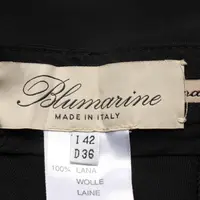 Blumarine
MADE IN ITALY
I 42
D 36
100% LANA
WOLLE
LAINE